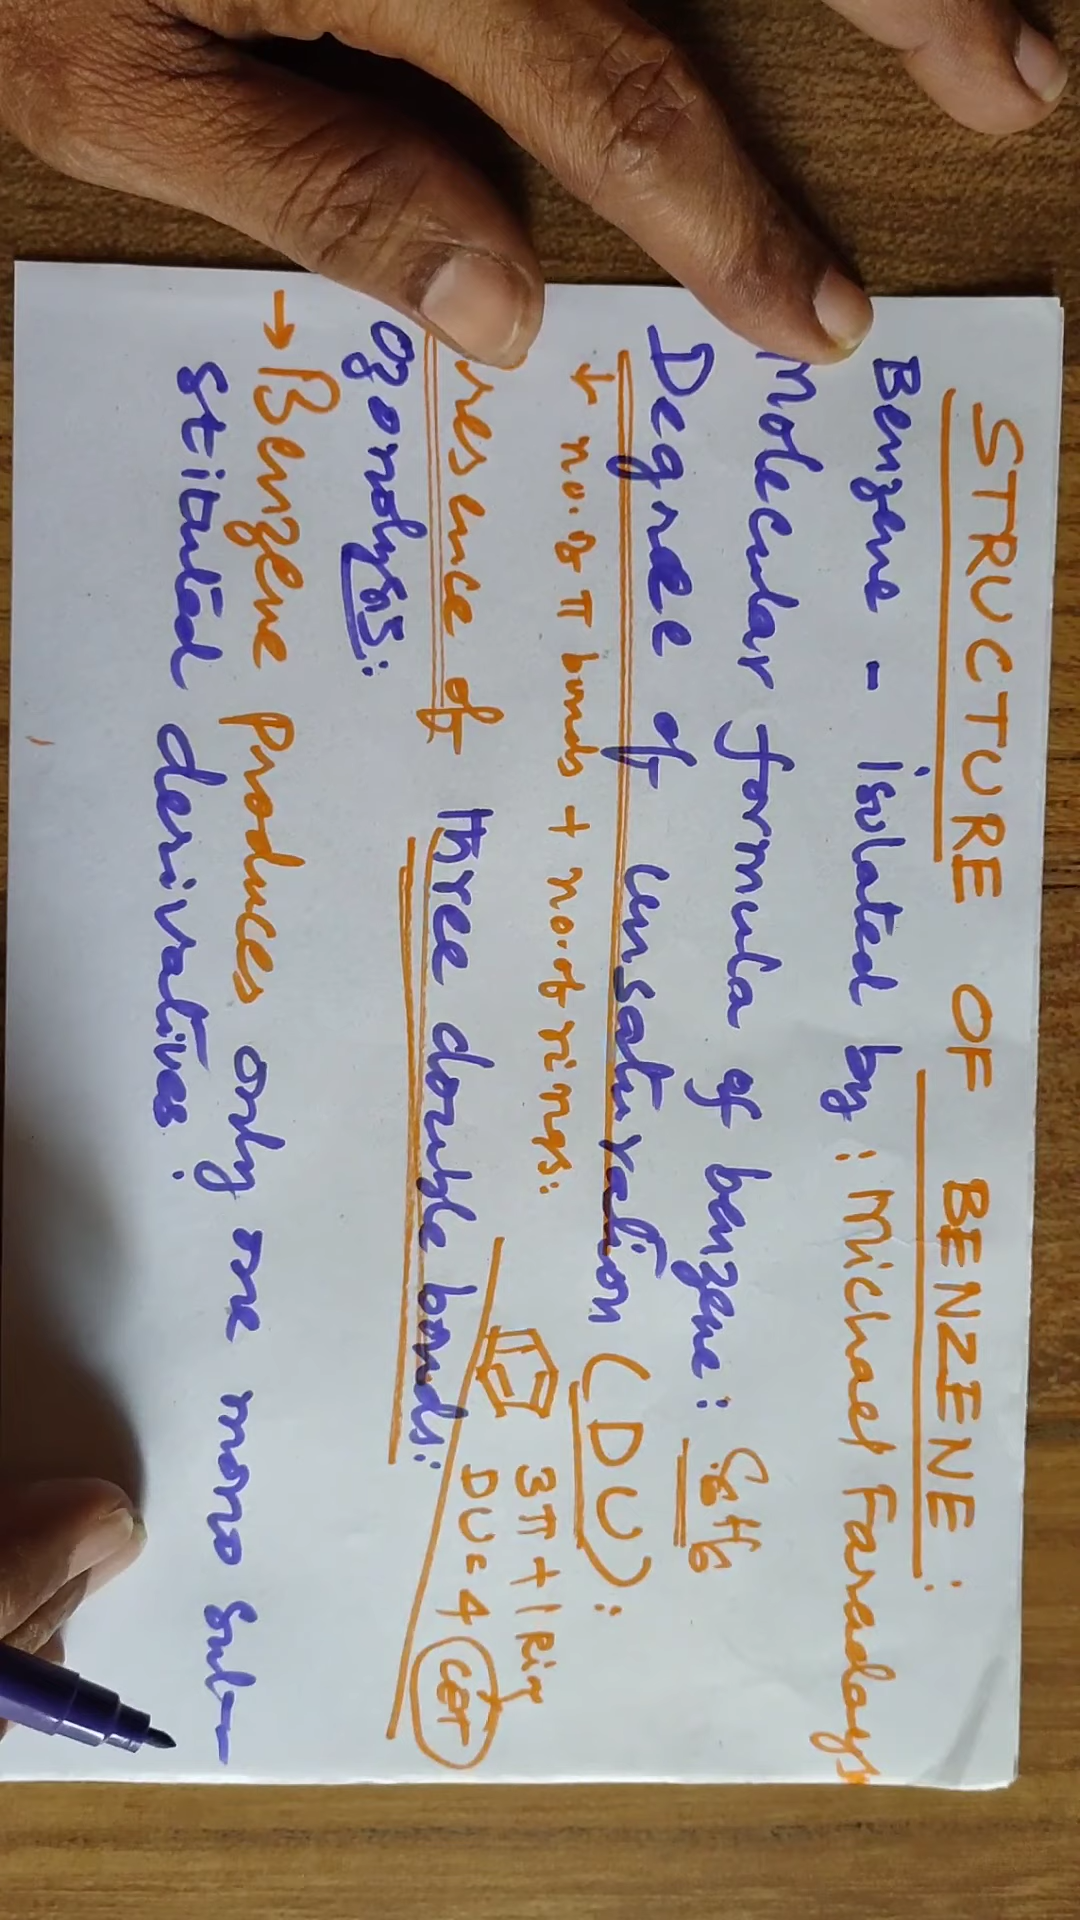 STRUCTURE OF BENZENE:
Benzene - isolated by: Michael Faraday
Molecular formula of benzene: C6H6
Degree of unsaturation (DU):
↓ no. of π bonds + no. of rings:
3π + 1 Ring
DU = 4 CET
resence of three double bonds:
Ozonolysis:
→ Benzene produces only one mono sub-
stituted derivatives: